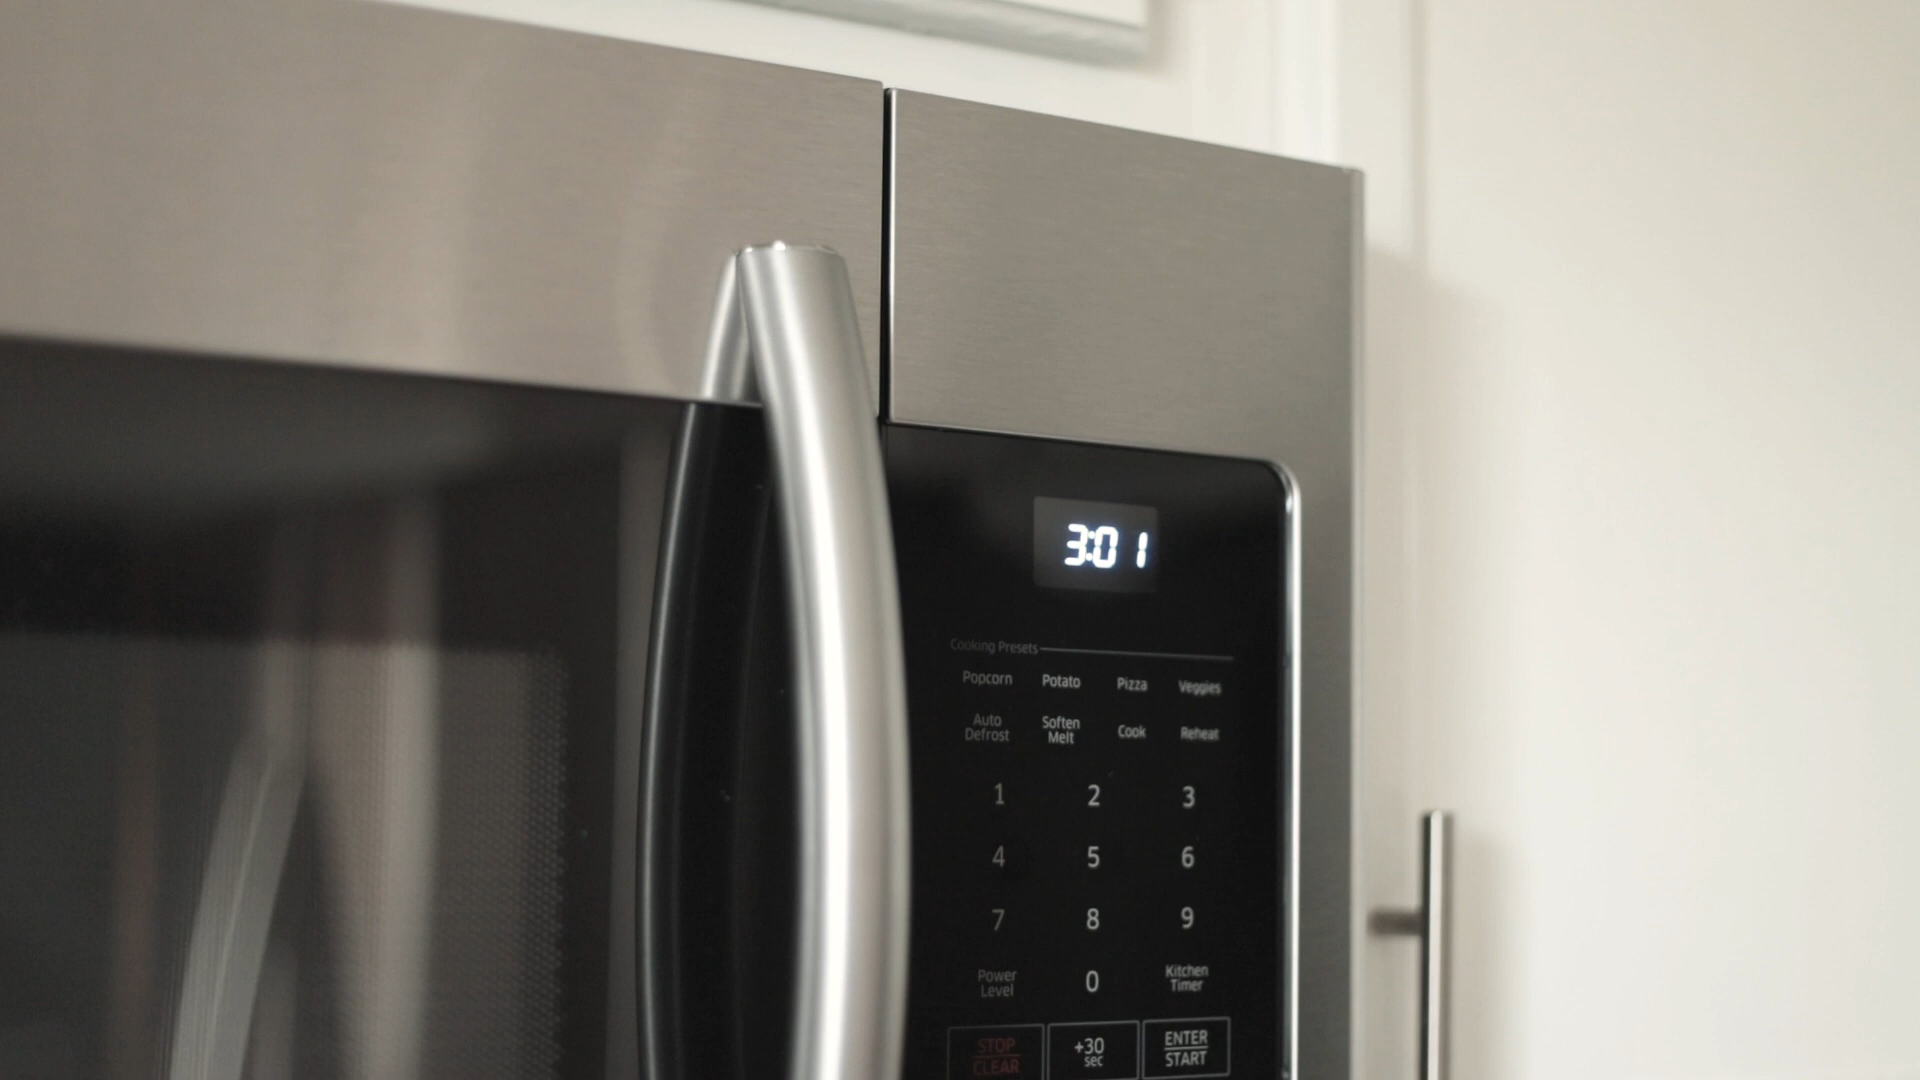 3:01
Cooking Presets
Popcorn Potato Pizza Veggies
Auto Defrost Soften Melt Cook Reheat
1 2 3
4 5 6
7 8 9
Power Level 0 Kitchen Timer
STOP CLEAR +30 sec ENTER START